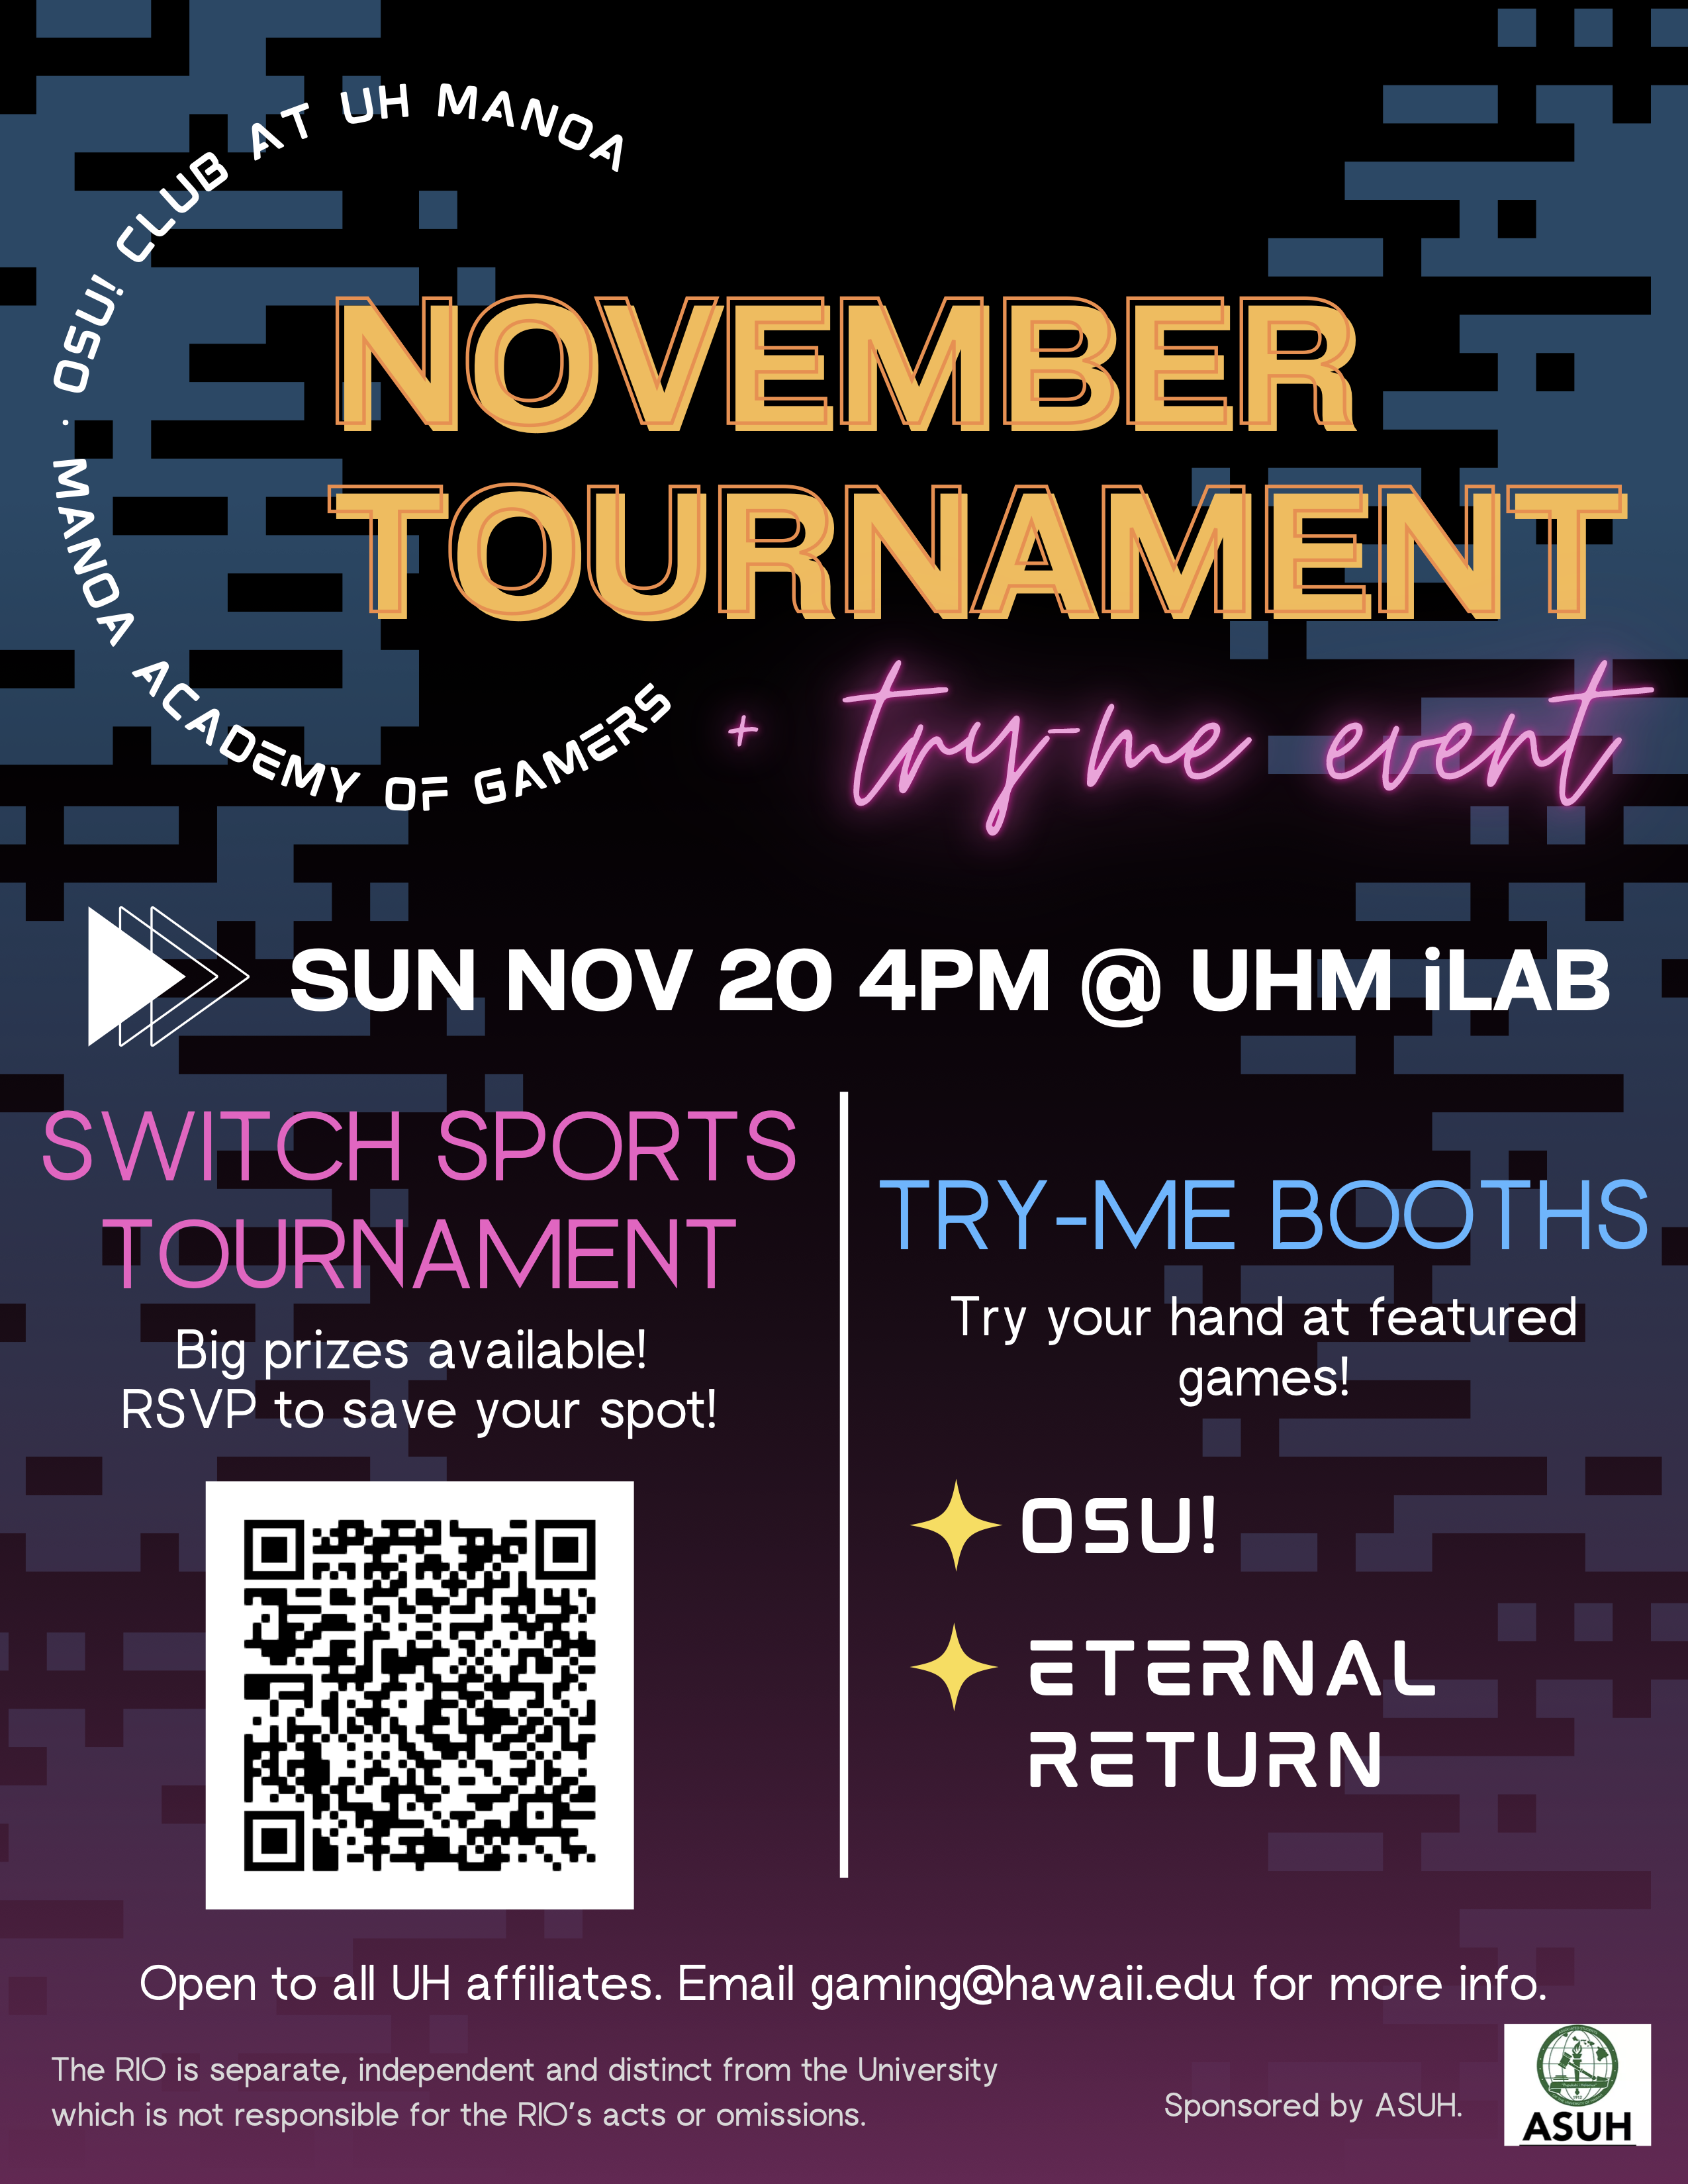 OSU! CLUB AT UH MANOA
· MANOA ACADEMY OF GAMERS
NOVEMBER
TOURNAMENT
+ try-me event
SUN NOV 20 4PM @ UHM iLAB
SWITCH SPORTS
TOURNAMENT
Big prizes available!
RSVP to save your spot!
TRY-ME BOOTHS
Try your hand at featured
games!
OSU!
ETERNAL
RETURN
Open to all UH affiliates. Email gaming@hawaii.edu for more info.
The RIO is separate, independent and distinct from the University
which is not responsible for the RIO's acts or omissions.
Sponsored by ASUH.
ASUH